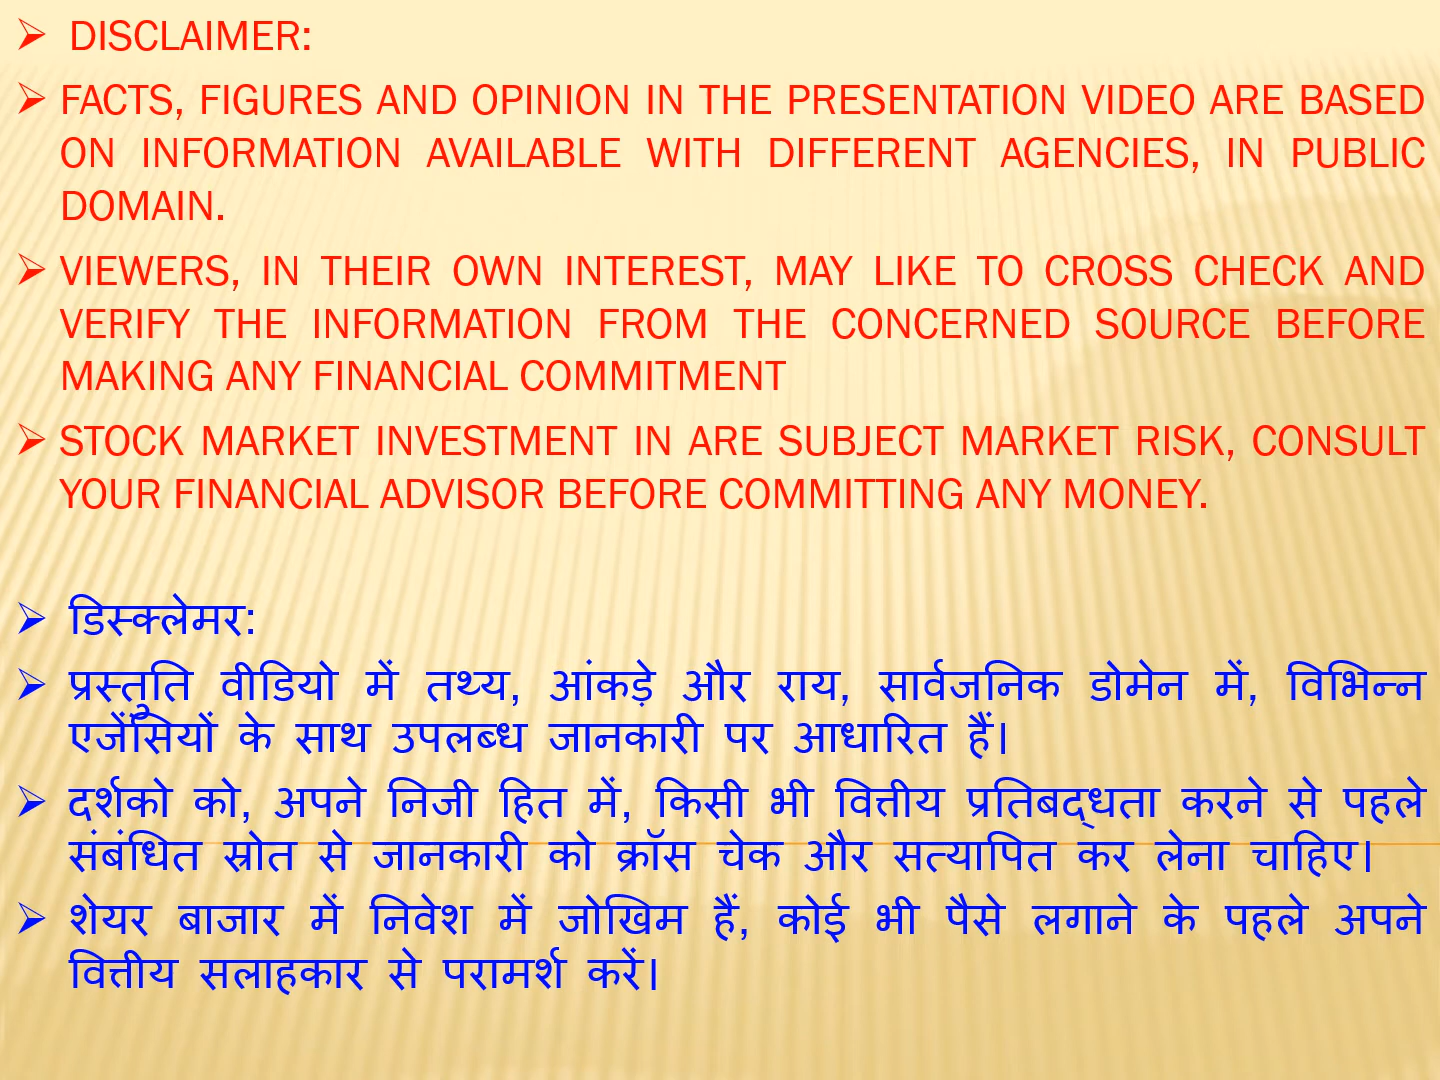 ➢ DISCLAIMER:
➢ FACTS, FIGURES AND OPINION IN THE PRESENTATION VIDEO ARE BASED
ON INFORMATION AVAILABLE WITH DIFFERENT AGENCIES, IN PUBLIC
DOMAIN.
➢ VIEWERS, IN THEIR OWN INTEREST, MAY LIKE TO CROSS CHECK AND
VERIFY THE INFORMATION FROM THE CONCERNED SOURCE BEFORE
MAKING ANY FINANCIAL COMMITMENT
➢ STOCK MARKET INVESTMENT IN ARE SUBJECT MARKET RISK, CONSULT
YOUR FINANCIAL ADVISOR BEFORE COMMITTING ANY MONEY.
➢ डिस्क्लेमर:
➢ प्रस्तुति वीडियो में तथ्य, आंकड़े और राय, सार्वजनिक डोमेन में, विभिन्न
एजेंसियों के साथ उपलब्ध जानकारी पर आधारित हैं।
➢ दर्शको को, अपने निजी हित में, किसी भी वित्तीय प्रतिबद्धता करने से पहले
संबंधित स्रोत से जानकारी को क्रॉस चेक और सत्यापित कर लेना चाहिए।
➢ शेयर बाजार में निवेश में जोखिम हैं, कोई भी पैसे लगाने के पहले अपने
वित्तीय सलाहकार से परामर्श करें।